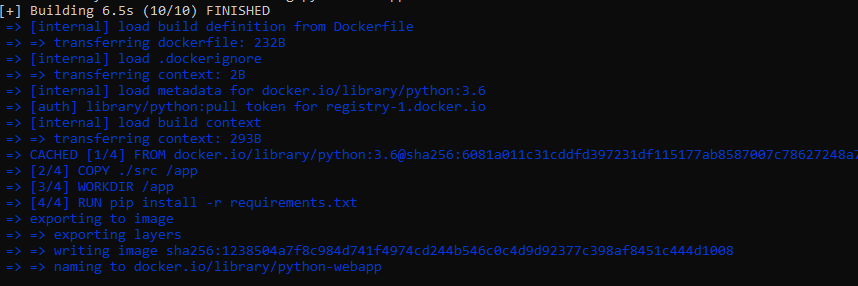 [+] Building 6.5s (10/10) FINISHED
=> [internal] load build definition from Dockerfile
=> => transferring dockerfile: 232B
=> [internal] load .dockerignore
=> => transferring context: 2B
=> [internal] load metadata for docker.io/library/python:3.6
=> [auth] library/python:pull token for registry-1.docker.io
=> [internal] load build context
=> => transferring context: 293B
=> CACHED [1/4] FROM docker.io/library/python:3.6@sha256:6081a011c31cddfd397231df115177ab8587007c78627248a7
=> [2/4] COPY ./src /app
=> [3/4] WORKDIR /app
=> [4/4] RUN pip install -r requirements.txt
=> exporting to image
=> => exporting layers
=> => writing image sha256:1238504a7f8c984d741f4974cd244b546c0c4d9d92377c398af8451c444d1008
=> => naming to docker.io/library/python-webapp